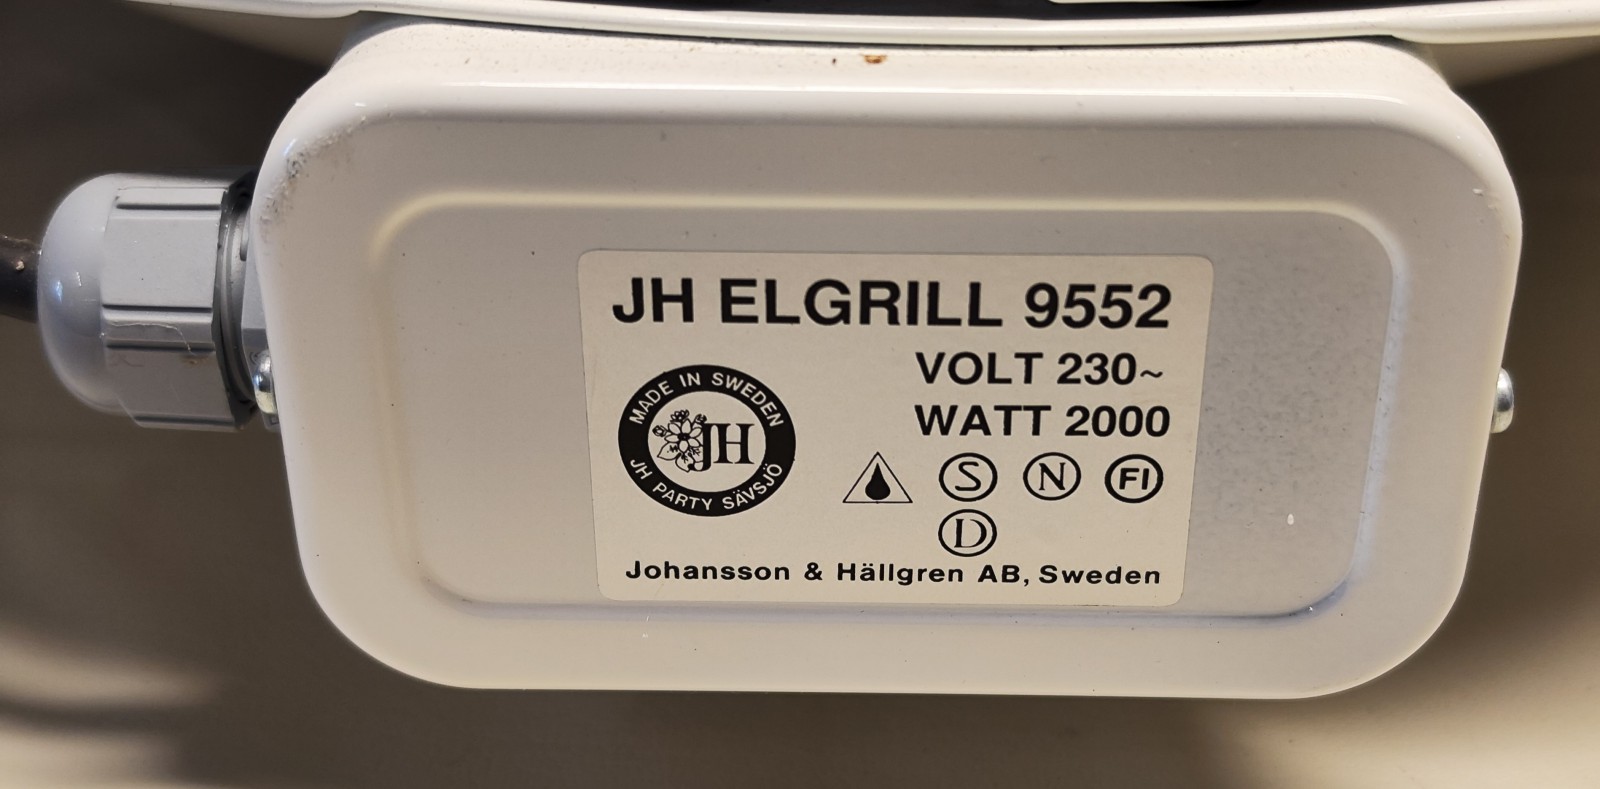 JH ELGRILL 9552
VOLT 230~
WATT 2000
MADE IN SWEDEN
JH
JH PARTY SÄVSJÖ
S N FI
D
Johansson & Hällgren AB, Sweden